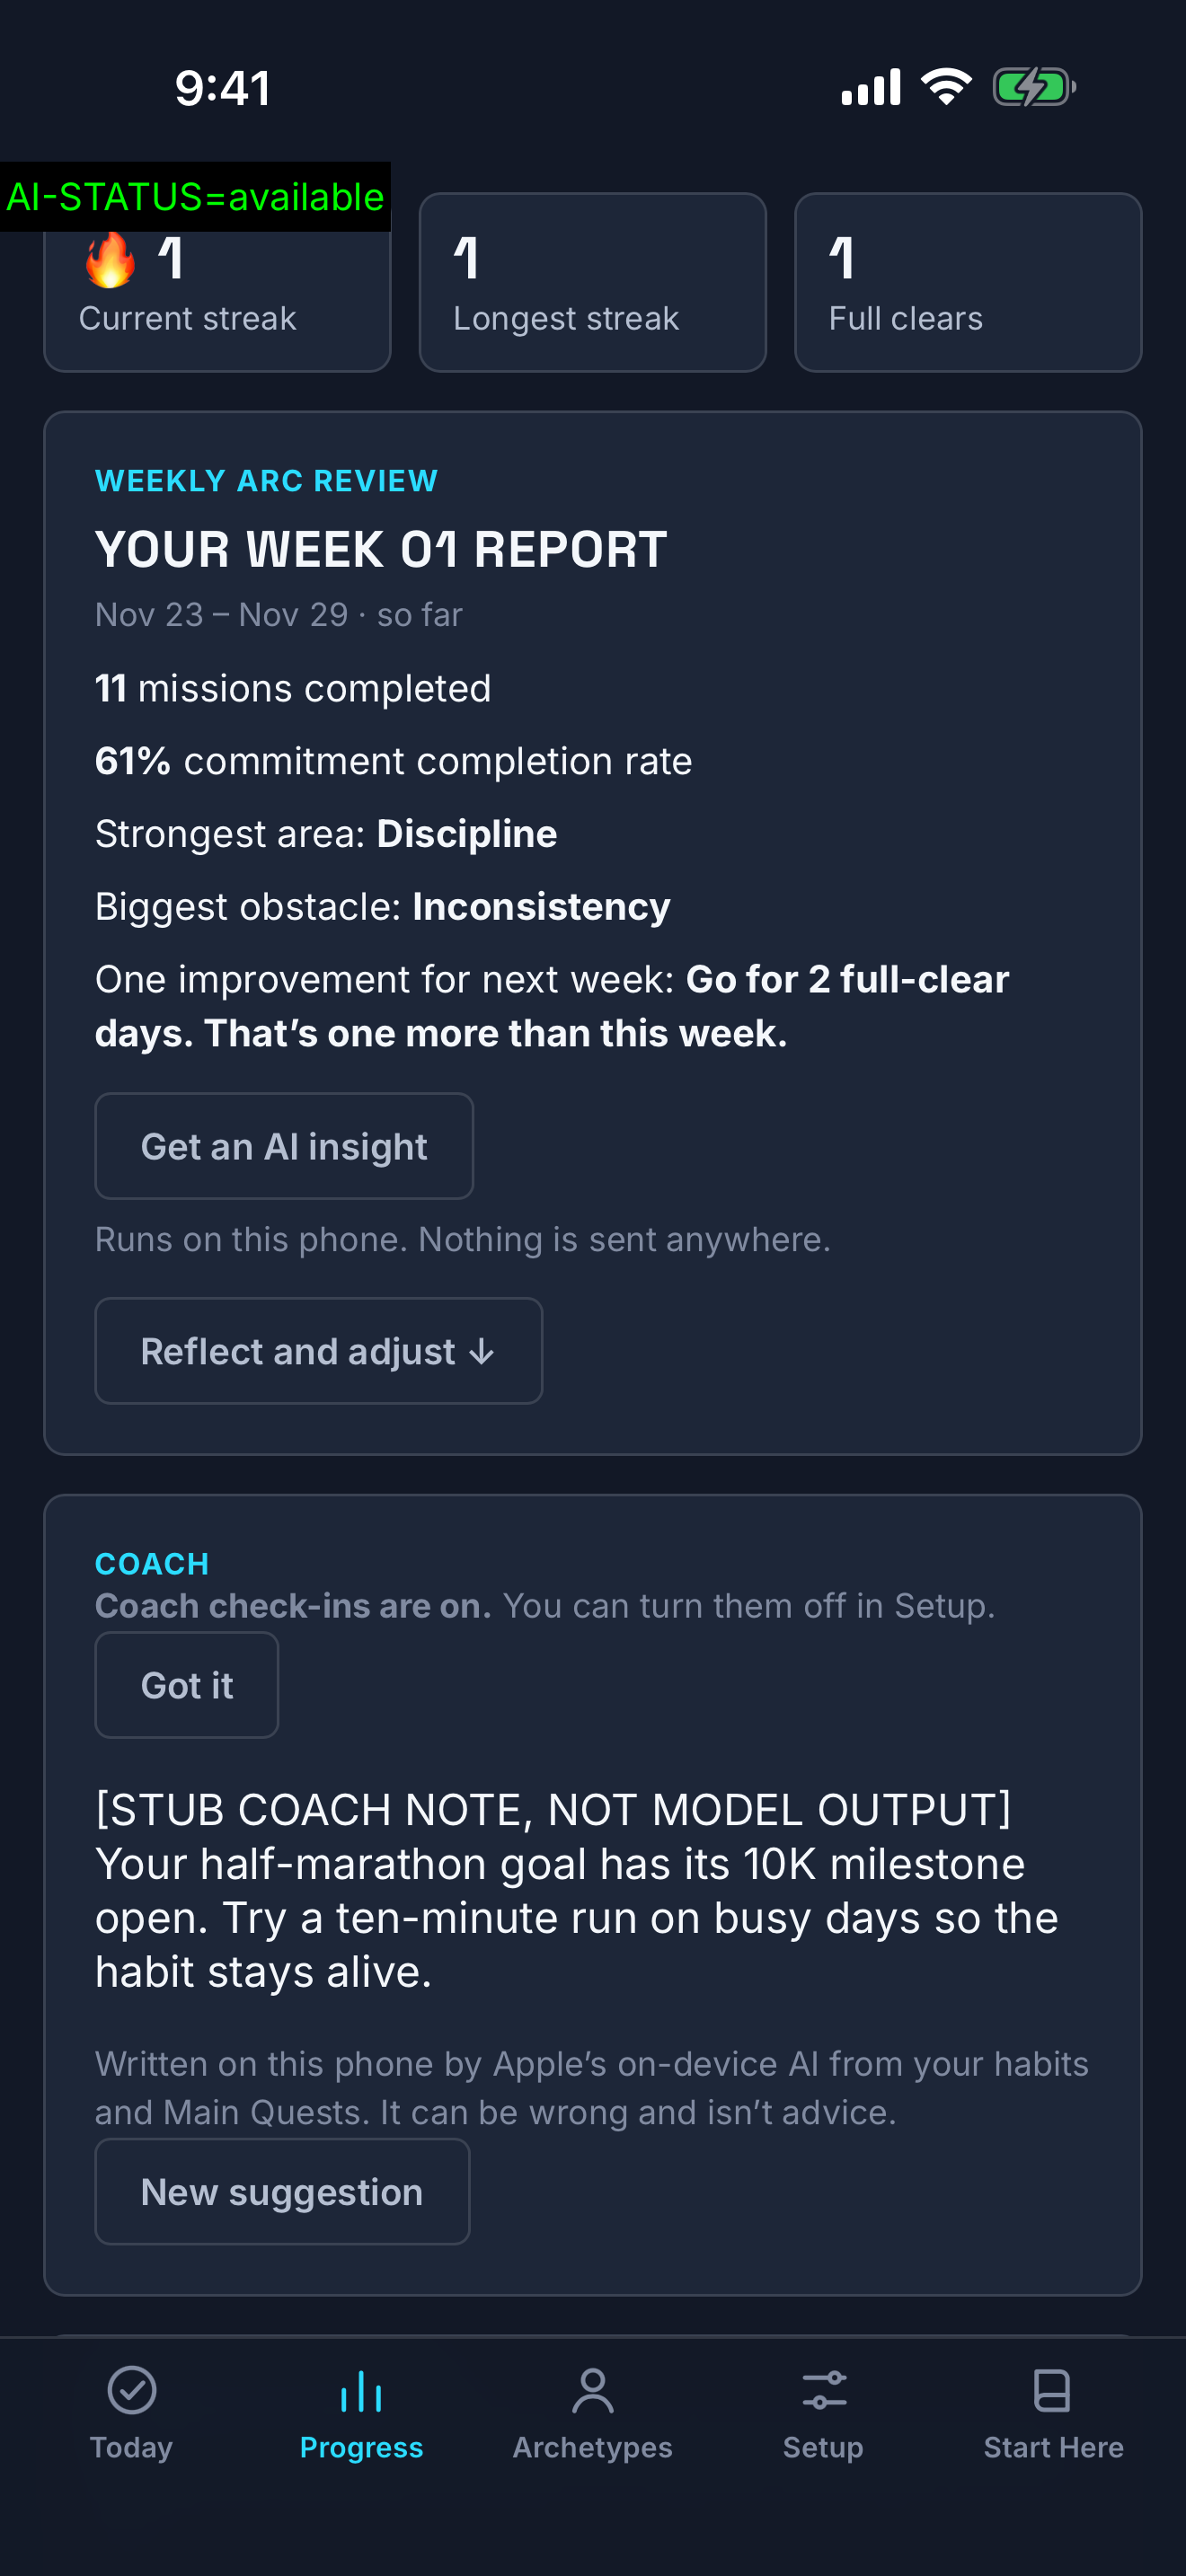 9:41
AI-STATUS=available
🔥 1
Current streak
1
Longest streak
1
Full clears
WEEKLY ARC REVIEW
YOUR WEEK 01 REPORT
Nov 23 – Nov 29 · so far
11 missions completed
61% commitment completion rate
Strongest area: Discipline
Biggest obstacle: Inconsistency
One improvement for next week: Go for 2 full-clear
days. That’s one more than this week.
Get an AI insight
Runs on this phone. Nothing is sent anywhere.
Reflect and adjust ↓
COACH
Coach check-ins are on. You can turn them off in Setup.
Got it
[STUB COACH NOTE, NOT MODEL OUTPUT]
Your half-marathon goal has its 10K milestone
open. Try a ten-minute run on busy days so the
habit stays alive.
Written on this phone by Apple’s on-device AI from your habits
and Main Quests. It can be wrong and isn’t advice.
New suggestion
Today
Progress
Archetypes
Setup
Start Here